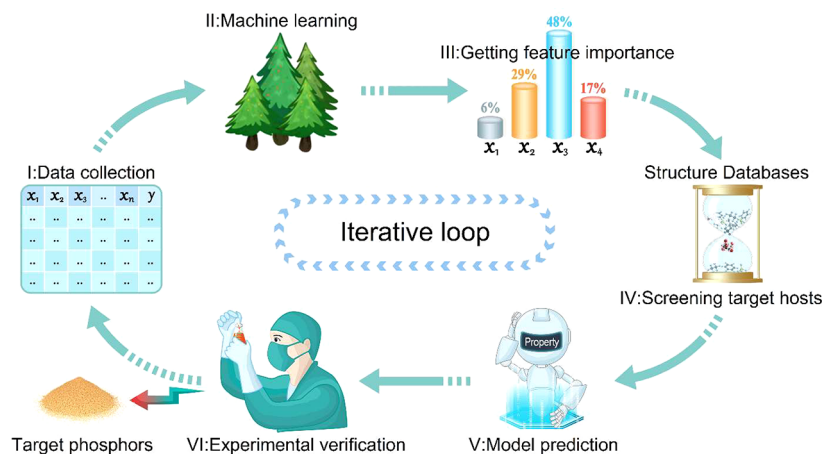 II:Machine learning
III:Getting feature importance
6%
29%
48%
17%
x₁ x₂ x₃ x₄
I:Data collection
x₁ x₂ x₃ .. xₙ y
.. .. .. .. .. ..
.. .. .. .. .. ..
.. .. .. .. .. ..
.. .. .. .. .. ..
Structure Databases
Iterative loop
IV:Screening target hosts
Property
Target phosphors
VI:Experimental verification
V:Model prediction